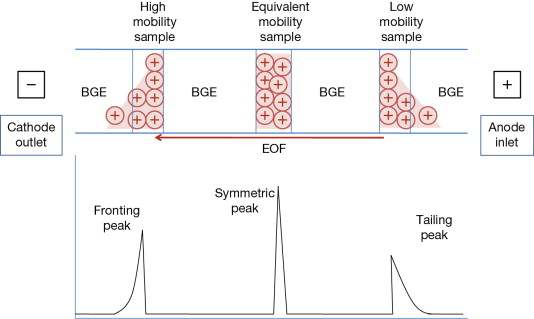 High
mobility
sample
Equivalent
mobility
sample
Low
mobility
sample
−
BGE
+
+
+
+
+
+
+
+
BGE
+
+
+
+
+
+
+
+
+
BGE
+
+
+
+
+
+
+
BGE
+
Cathode
outlet
Anode
inlet
EOF
Fronting
peak
Symmetric
peak
Tailing
peak